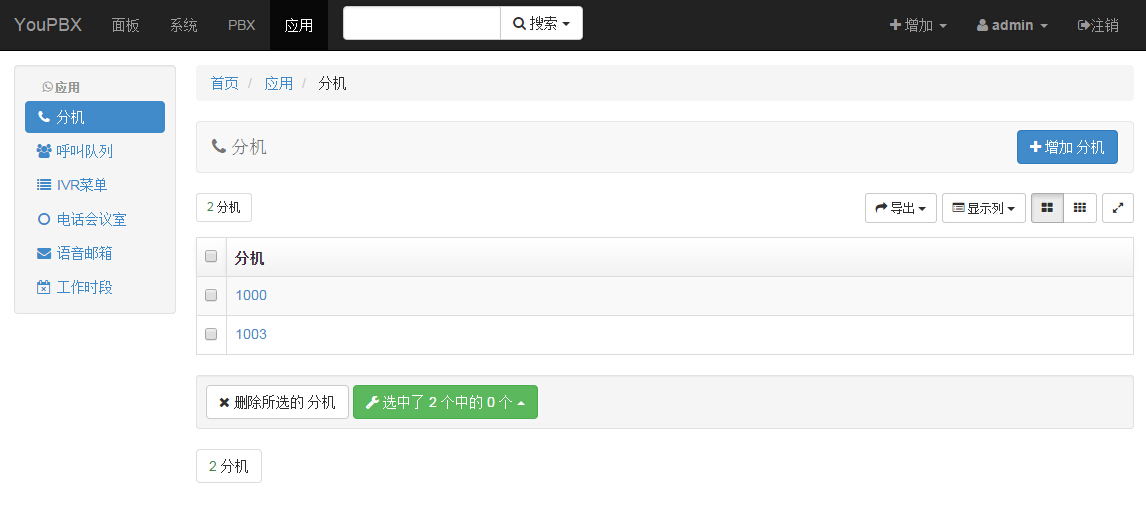 YouPBX 面板 系统 PBX 应用 搜索 增加 admin 注销
应用
分机
呼叫队列
IVR菜单
电话会议室
语音邮箱
工作时段
首页 / 应用 / 分机
分机 增加 分机
2 分机 导出 显示列
分机
1000
1003
删除所选的 分机 选中了 2 个中的 0 个
2 分机